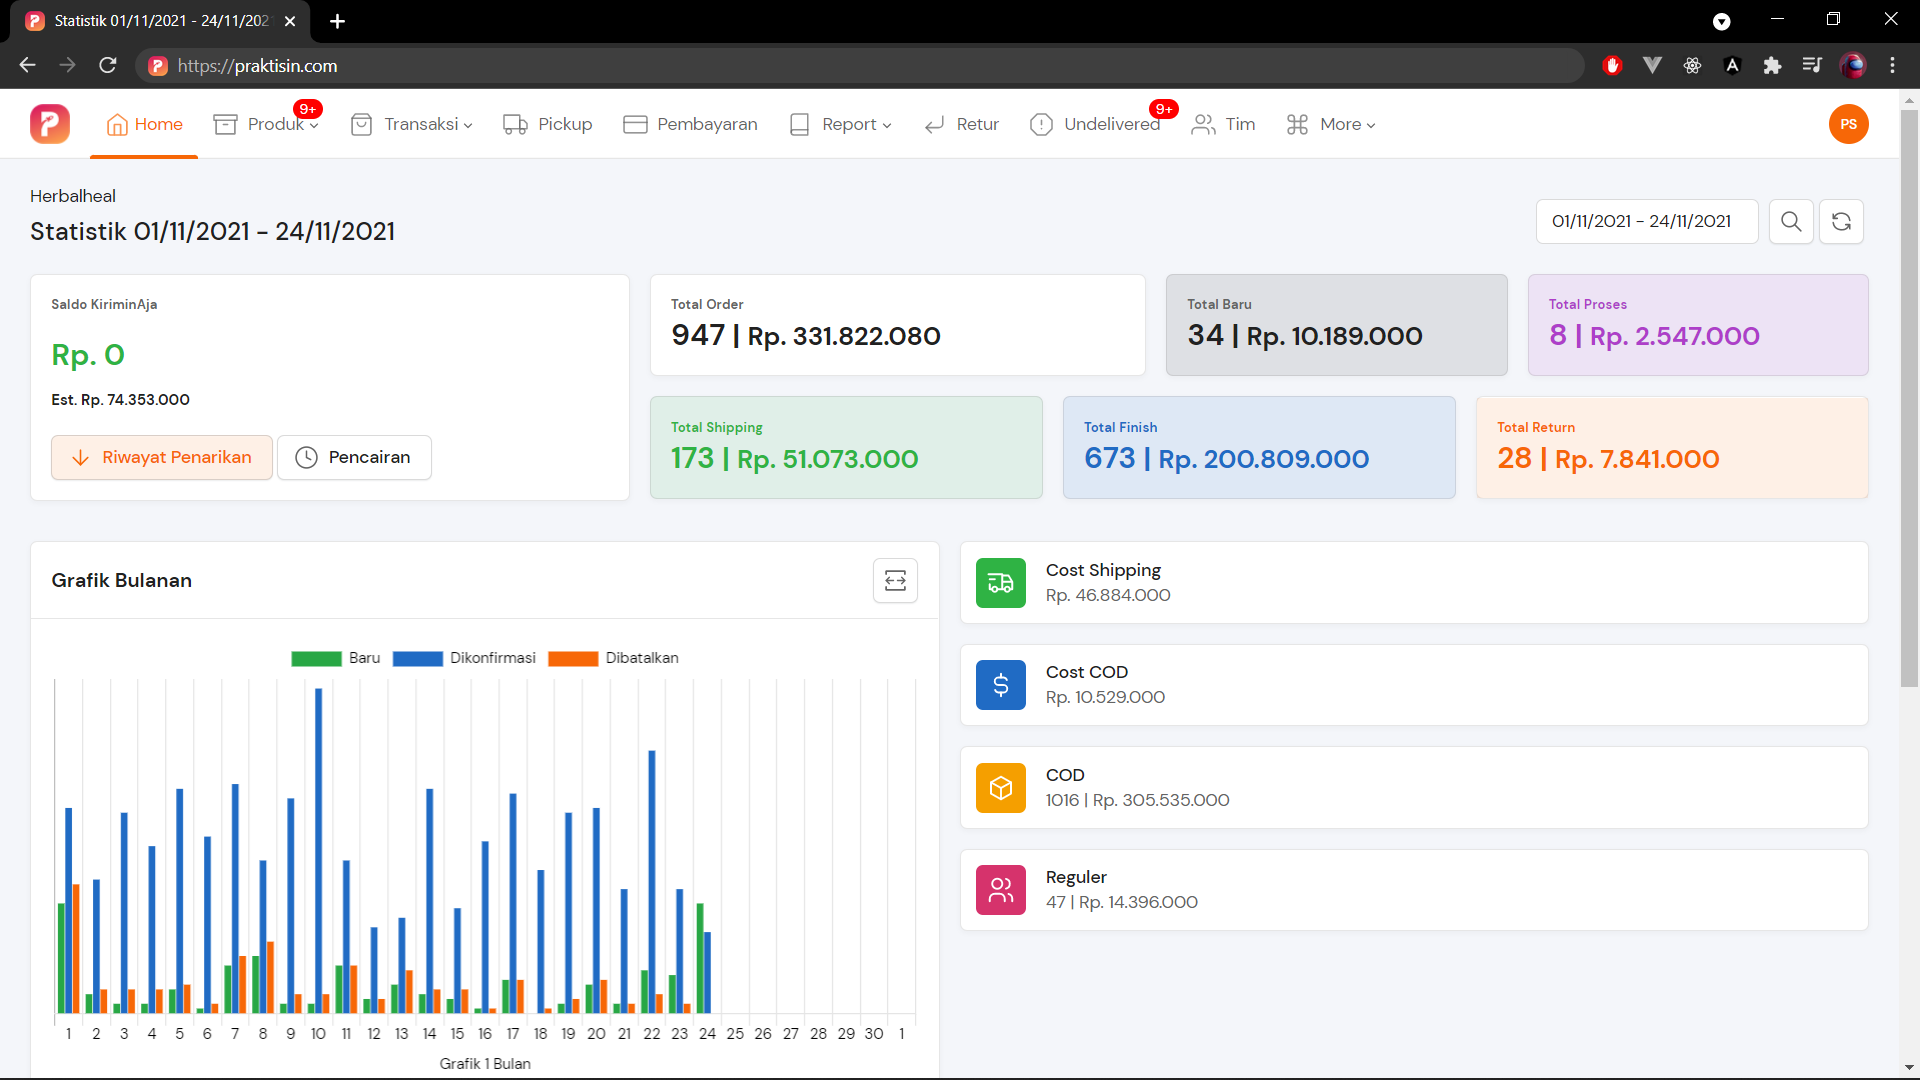 Statistik 01/11/2021 - 24/11/202
https://praktisin.com
Home
Produk
9+
Transaksi
Pickup
Pembayaran
Report
Retur
Undelivered
9+
Tim
More
PS
Herbalheal
Statistik 01/11/2021 - 24/11/2021
01/11/2021 - 24/11/2021
Saldo KiriminAja
Rp. 0
Est. Rp. 74.353.000
Riwayat Penarikan
Pencairan
Total Order
947 | Rp. 331.822.080
Total Baru
34 | Rp. 10.189.000
Total Proses
8 | Rp. 2.547.000
Total Shipping
173 | Rp. 51.073.000
Total Finish
673 | Rp. 200.809.000
Total Return
28 | Rp. 7.841.000
Grafik Bulanan
Baru Dikonfirmasi Dibatalkan
1 2 3 4 5 6 7 8 9 10 11 12 13 14 15 16 17 18 19 20 21 22 23 24 25 26 27 28 29 30 1
Grafik 1 Bulan
Cost Shipping
Rp. 46.884.000
Cost COD
Rp. 10.529.000
COD
1016 | Rp. 305.535.000
Reguler
47 | Rp. 14.396.000